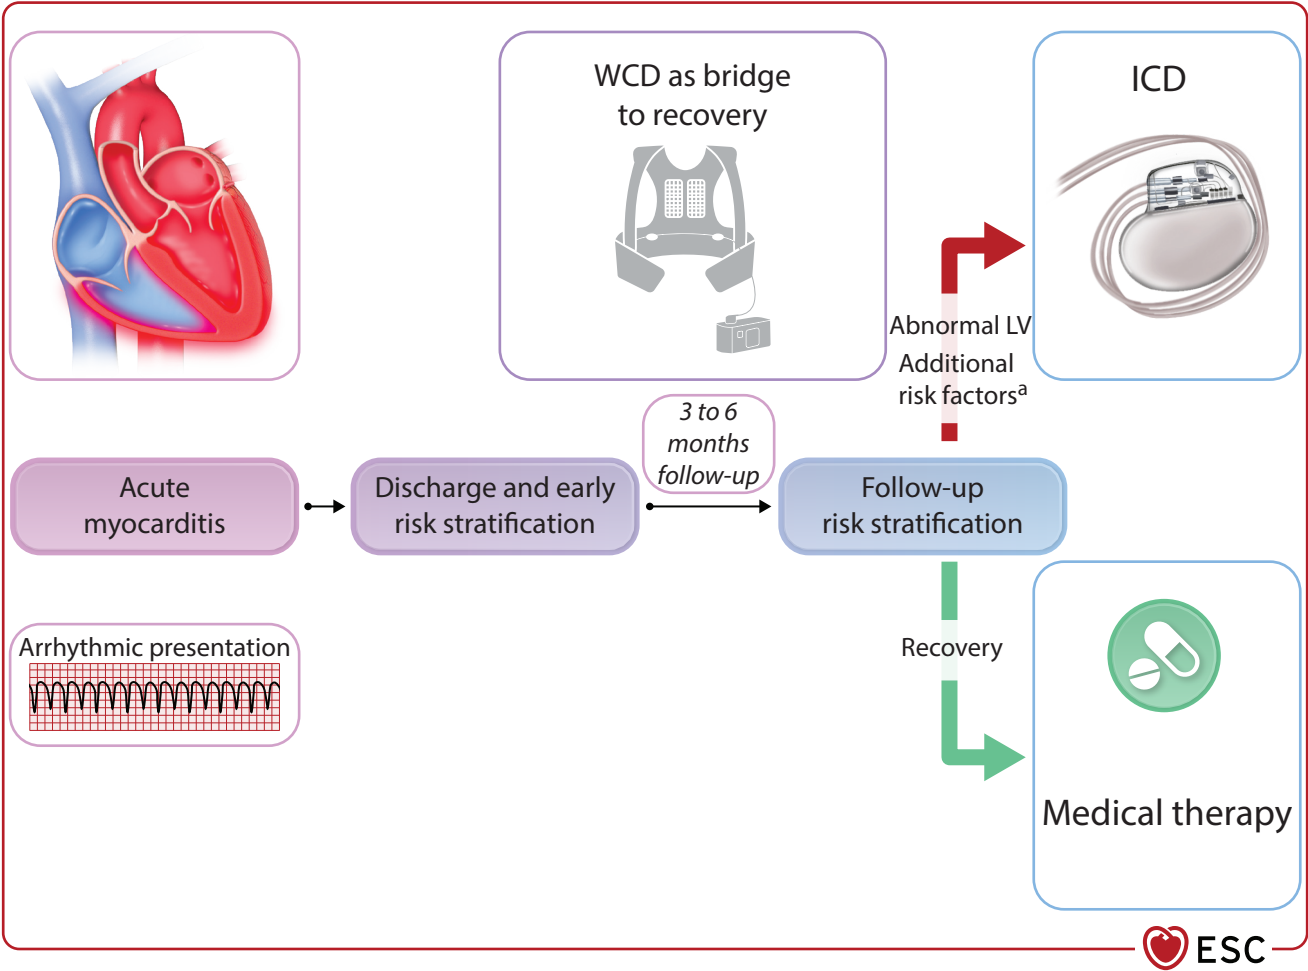 WCD as bridge
to recovery
ICD
Abnormal LV
Additional
risk factorsᵃ
3 to 6
months
follow-up
Acute
myocarditis
Discharge and early
risk stratification
Follow-up
risk stratification
Arrhythmic presentation
Recovery
Medical therapy
ESC